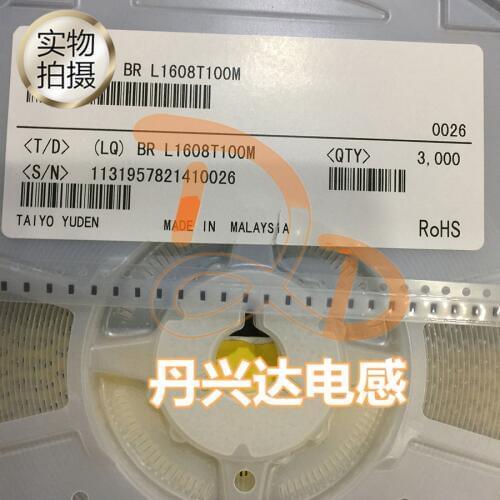 实物
拍摄
BR L1608T100M
0026
<T/D> (LQ) BR L1608T100M <QTY> 3,000
<S/N> 1131957821410026
TAIYO YUDEN MADE IN MALAYSIA RoHS
丹兴达电感